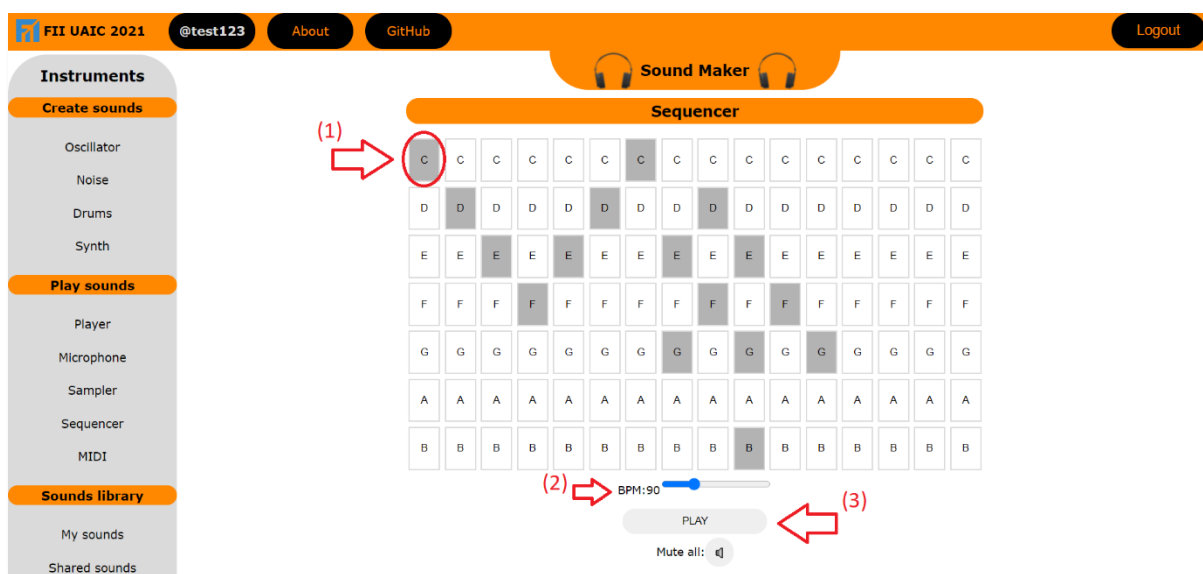 FII UAIC 2021 @test123 About GitHub Logout
Instruments
Create sounds
Oscillator
Noise
Drums
Synth
Play sounds
Player
Microphone
Sampler
Sequencer
MIDI
Sounds library
My sounds
Shared sounds
Sound Maker
Sequencer
(1)
C C C C C C C C C C C C C C C C
D D D D D D D D D D D D D D D D
E E E E E E E E E E E E E E E E
F F F F F F F F F F F F F F F F
G G G G G G G G G G G G G G G G
A A A A A A A A A A A A A A A A
B B B B B B B B B B B B B B B B
(2) BPM:90
PLAY (3)
Mute all: